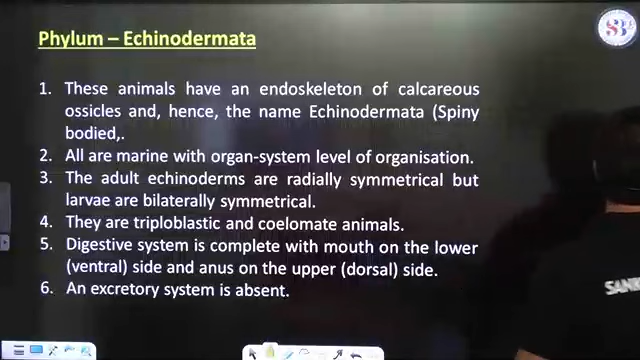 Phylum – Echinodermata
1. These animals have an endoskeleton of calcareous
ossicles and, hence, the name Echinodermata (Spiny
bodied,.
2. All are marine with organ-system level of organisation.
3. The adult echinoderms are radially symmetrical but
larvae are bilaterally symmetrical.
4. They are triploblastic and coelomate animals.
5. Digestive system is complete with mouth on the lower
(ventral) side and anus on the upper (dorsal) side.
6. An excretory system is absent.